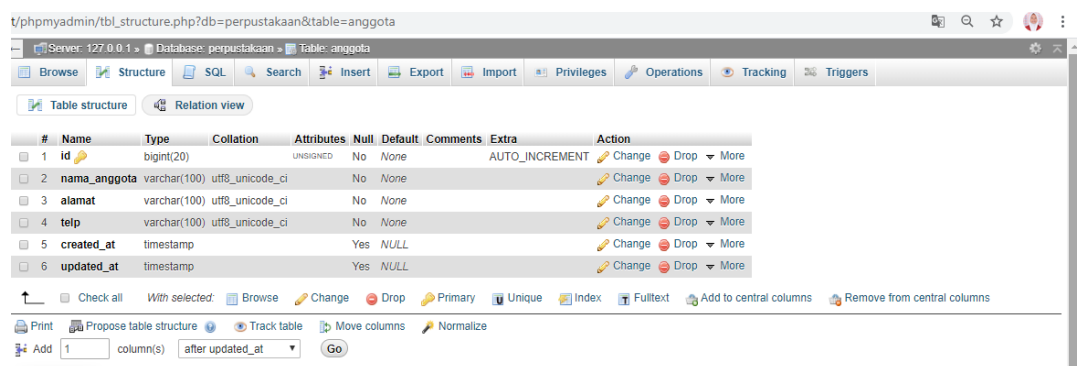 t/phpmyadmin/tbl_structure.php?db=perpustakaan&table=anggota
Server: 127.0.0.1 » Database: perpustakaan » Table: anggota
Browse Structure SQL Search Insert Export Import Privileges Operations Tracking Triggers
Table structure Relation view
# Name Type Collation Attributes Null Default Comments Extra Action
1 id bigint(20) UNSIGNED No None AUTO_INCREMENT Change Drop More
2 nama_anggota varchar(100) utf8_unicode_ci No None Change Drop More
3 alamat varchar(100) utf8_unicode_ci No None Change Drop More
4 telp varchar(100) utf8_unicode_ci No None Change Drop More
5 created_at timestamp Yes NULL Change Drop More
6 updated_at timestamp Yes NULL Change Drop More
Check all With selected: Browse Change Drop Primary Unique Index Fulltext Add to central columns Remove from central columns
Print Propose table structure Track table Move columns Normalize
Add 1 column(s) after updated_at Go